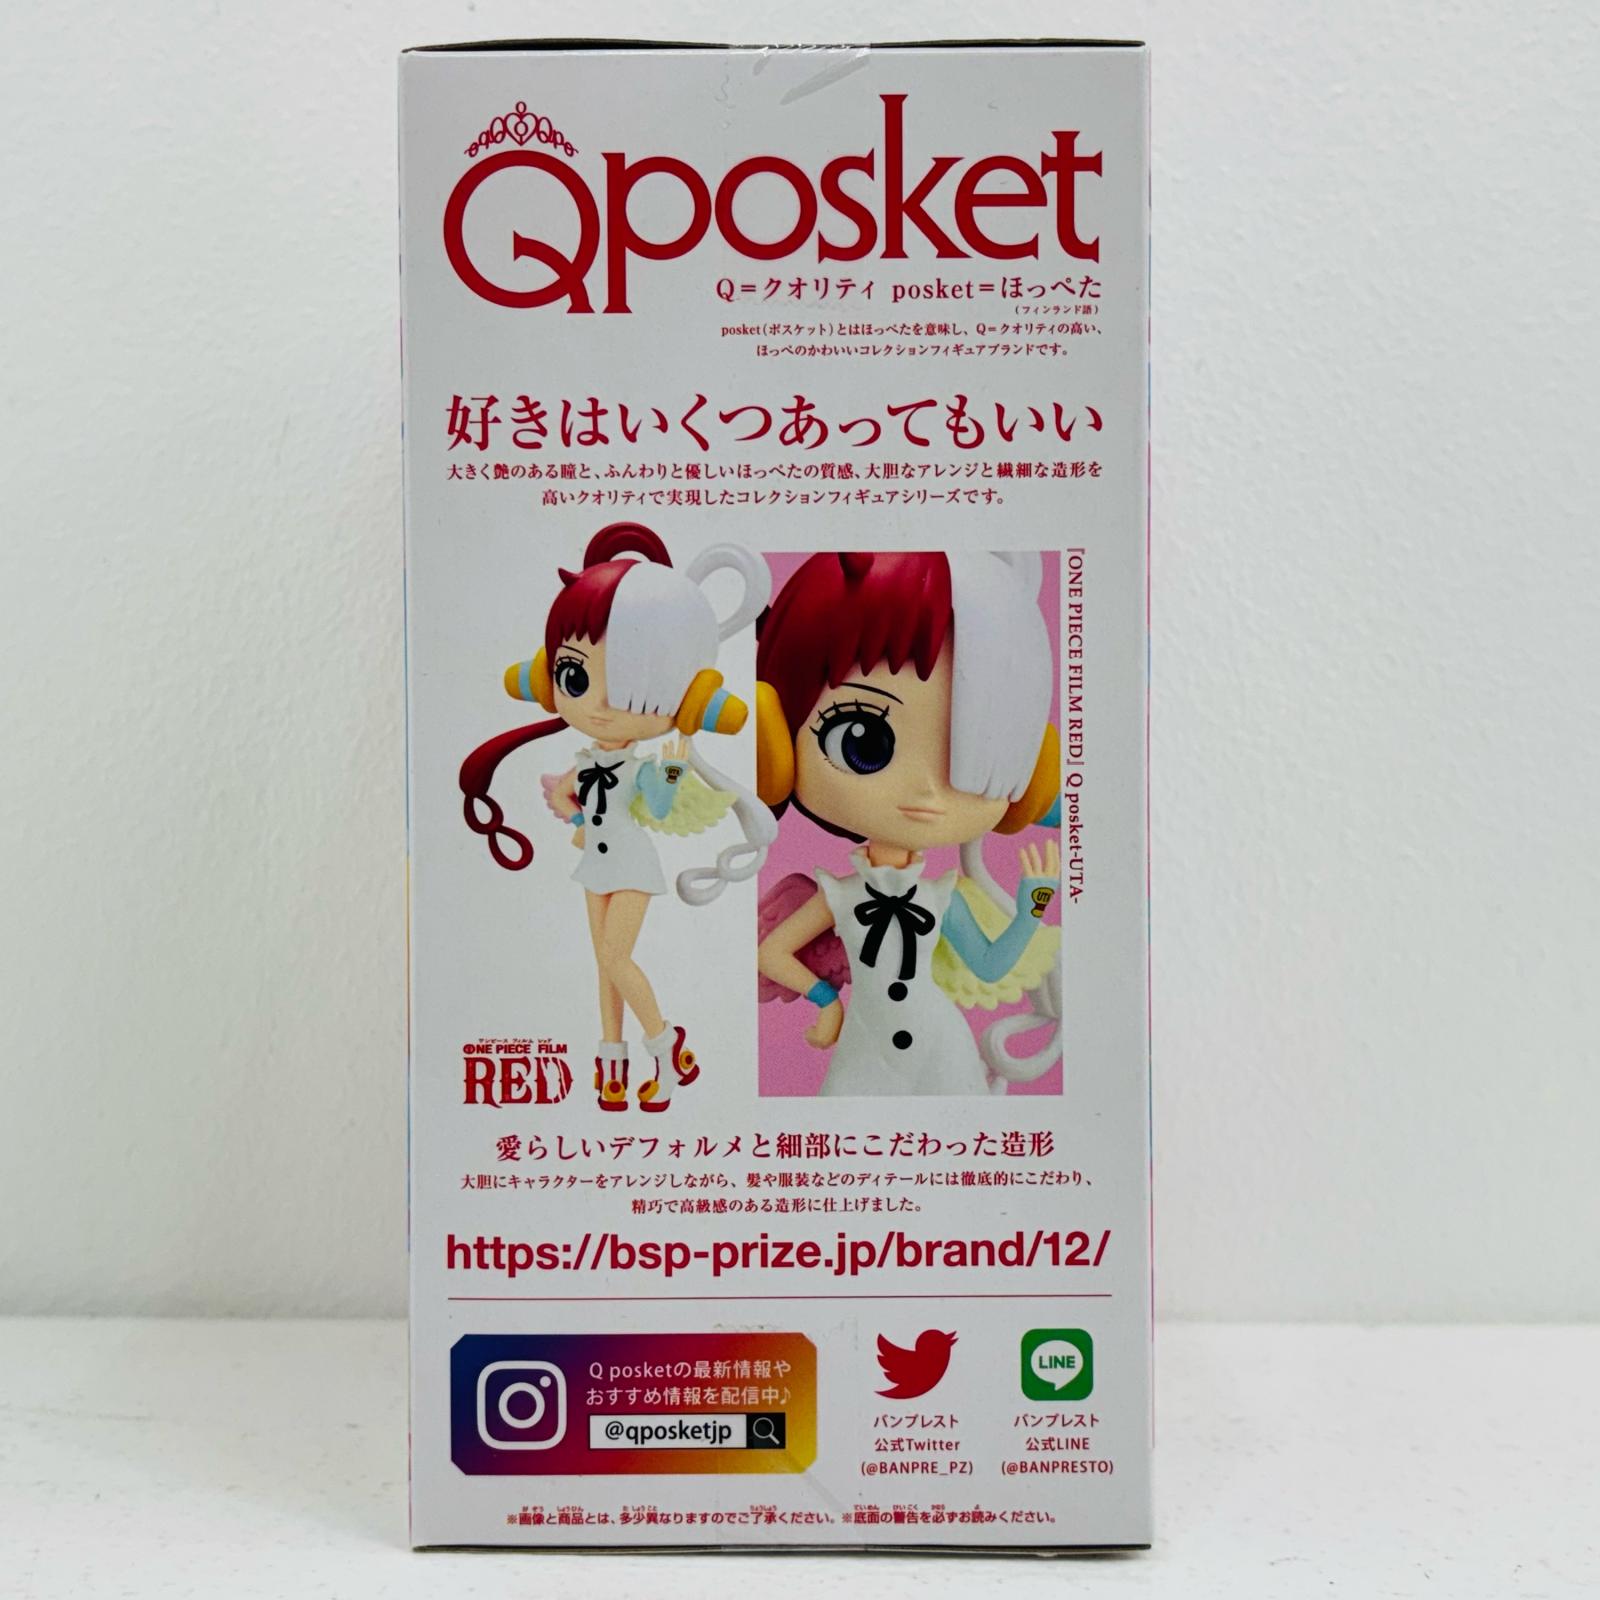 Qposket
Q=クオリティ posket=ほっぺた
(フィンランド語)
posket(ポスケット)とはほっぺたを意味し、Q=クオリティの高い、
ほっぺのかわいいコレクションフィギュアブランドです。
好きはいくつあってもいい
大きく艶のある瞳と、ふんわりと優しいほっぺたの質感、大胆なアレンジと繊細な造形を
高いクオリティで実現したコレクションフィギュアシリーズです。
『ONE PIECE FILM RED』Q posket-UTA-
UTA
UTA
ワンピース フィルム レッド
ONE PIECE FILM
RED
愛らしいデフォルメと細部にこだわった造形
大胆にキャラクターをアレンジしながら、髪や服装などのディテールには徹底的にこだわり、
精巧で高級感のある造形に仕上げました。
https://bsp-prize.jp/brand/12/
Q posketの最新情報や
おすすめ情報を配信中♪
@qposketjp
バンプレスト
公式Twitter
(@BANPRE_PZ)
LINE
バンプレスト
公式LINE
(@BANPRESTO)
※画像と商品とは、多少異なりますのでご了承ください。※底面の警告を必ずお読みください。